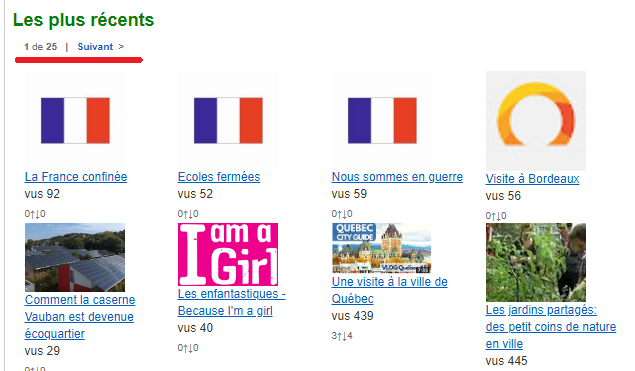 Les plus récents
1 de 25 | Suivant >
La France confinée
vus 92
0↑↓0
Ecoles fermées
vus 52
0↑↓0
Nous sommes en guerre
vus 59
0↑↓0
Visite à Bordeaux
vus 56
0↑↓0
Comment la caserne
Vauban est devenue
écoquartier
vus 29
0↑↓0
I am a
Girl
Les enfantastiques -
Because I'm a girl
vus 40
0↑↓0
QUEBEC
CITY GUIDE
VLOG Québec
Une visite à la ville de
Québec
vus 439
3↑↓4
Les jardins partagés:
des petit coins de nature
en ville
vus 445